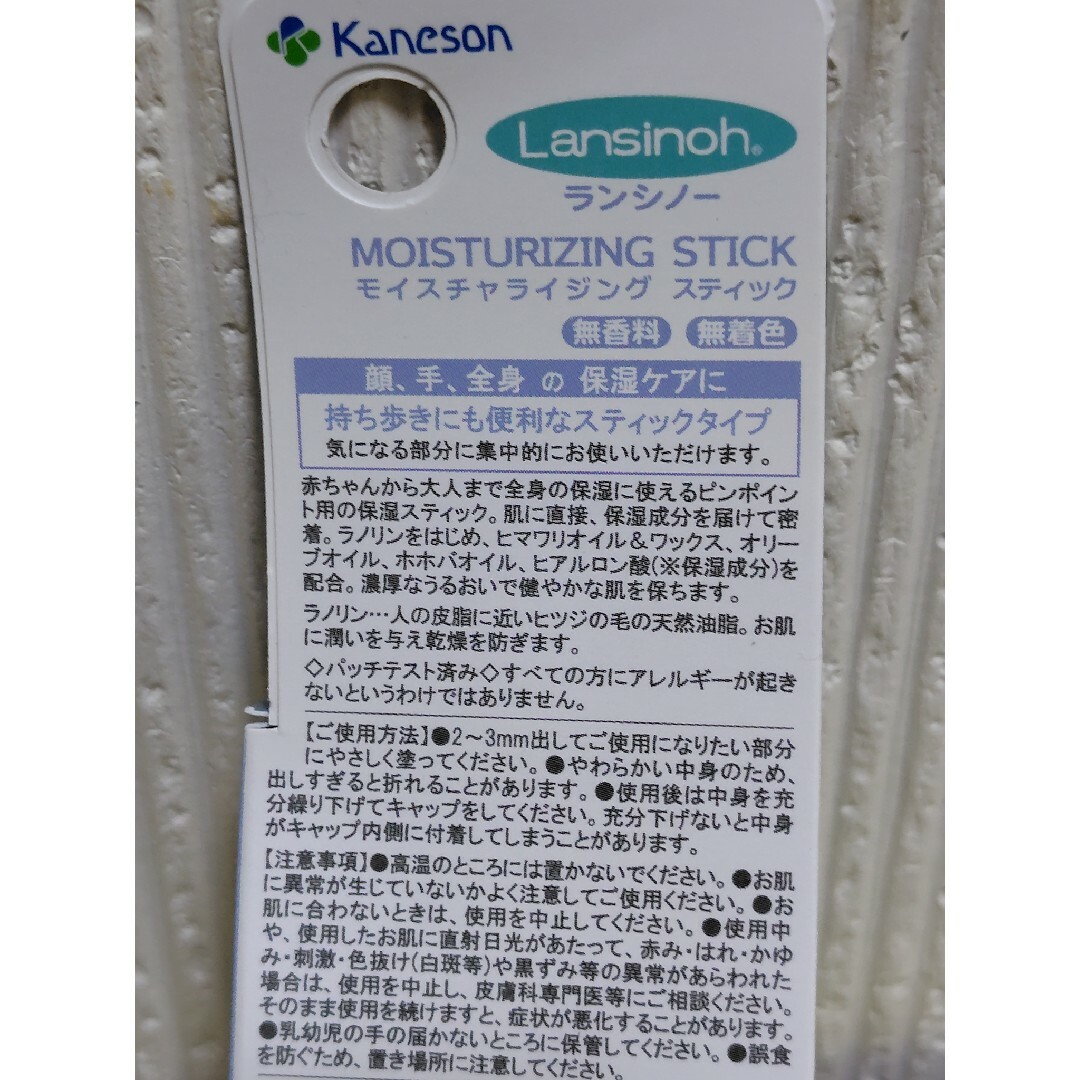 Kaneson
Lansinoh®
ランシノー
MOISTURIZING STICK
モイスチャライジング スティック
無香料 無着色
顔、手、全身 の 保湿ケアに
持ち歩きにも便利なスティックタイプ
気になる部分に集中的にお使いいただけます。
赤ちゃんから大人まで全身の保湿に使えるピンポイン
ト用の保湿スティック。肌に直接、保湿成分を届けて密
着。ラノリンをはじめ、ヒマワリオイル&ワックス、オリー
ブオイル、ホホバオイル、ヒアルロン酸(※保湿成分)を
配合。濃厚なうるおいで健やかな肌を保ちます。
ラノリン…人の皮脂に近いヒツジの毛の天然油脂。お肌
に潤いを与え乾燥を防ぎます。
◇パッチテスト済み◇すべての方にアレルギーが起き
ないというわけではありません。
【ご使用方法】●2～3mm出してご使用になりたい部分
にやさしく塗ってください。●やわらかい中身のため、
出しすぎると折れることがあります。●使用後は中身を充
分繰り下げてキャップをしてください。充分下げないと中身
がキャップ内側に付着してしまうことがあります。
【注意事項】●高温のところには置かないでください。●お肌
に異常が生じていないかよく注意してご使用ください。●お
肌に合わないときは、使用を中止してください。●使用中
や、使用したお肌に直射日光があたって、赤み・はれ・かゆ
み・刺激・色抜け(白斑等)や黒ずみ等の異常があらわれた
場合は、使用を中止し、皮膚科専門医等にご相談ください。
そのまま使用を続けますと、症状が悪化することがあります。
●乳幼児の手の届かないところに保管してください。●誤食
を防ぐため、置き場所に注意してください。